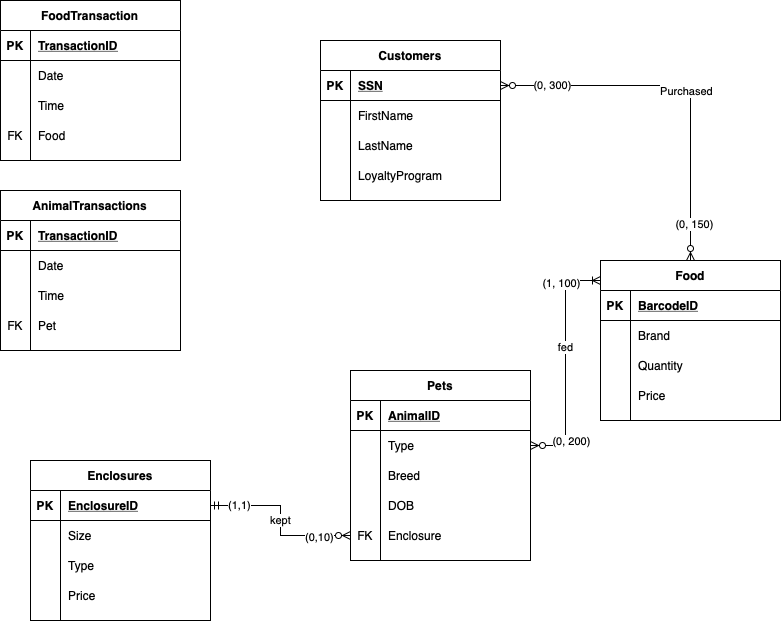 FoodTransaction
PK TransactionID
Date
Time
FK Food
AnimalTransactions
PK TransactionID
Date
Time
FK Pet
Customers
PK SSN
FirstName
LastName
LoyaltyProgram
(0, 300)
Purchased
(0, 150)
Food
PK BarcodeID
Brand
Quantity
Price
(1, 100)
fed
(0, 200)
Pets
PK AnimalID
Type
Breed
DOB
FK Enclosure
Enclosures
PK EnclosureID
Size
Type
Price
(1,1)
kept
(0,10)